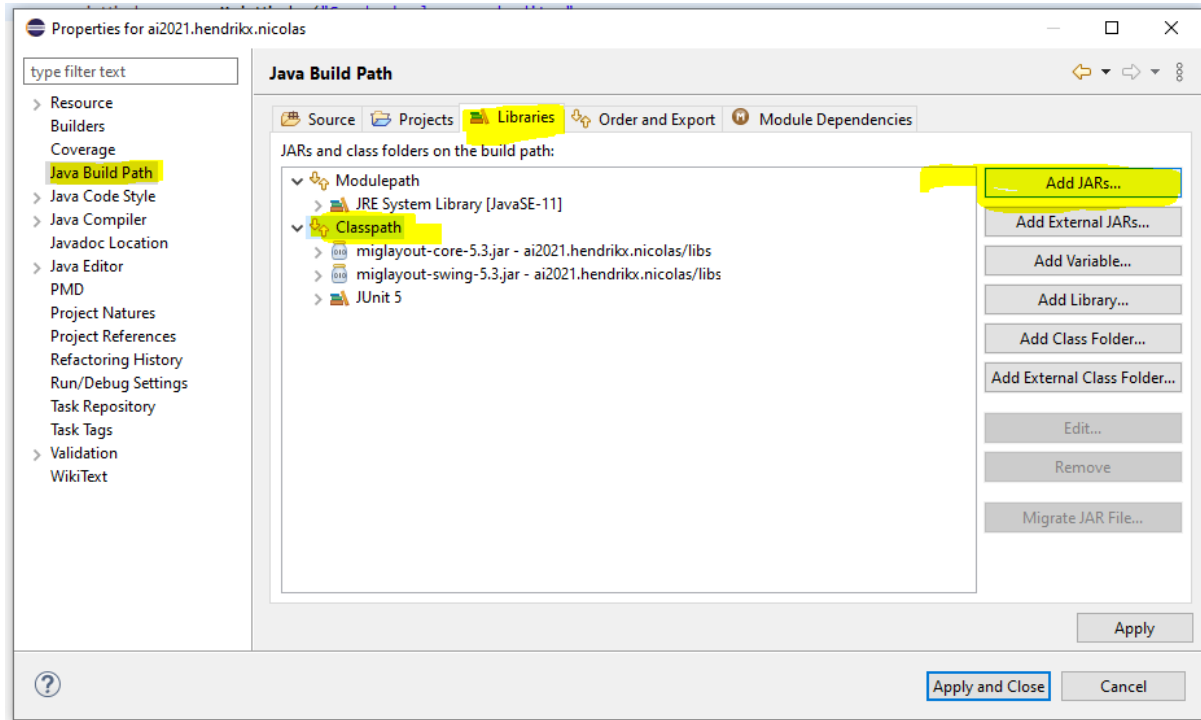 Properties for ai2021.hendrikx.nicolas
type filter text
Resource
Builders
Coverage
Java Build Path
Java Code Style
Java Compiler
Javadoc Location
Java Editor
PMD
Project Natures
Project References
Refactoring History
Run/Debug Settings
Task Repository
Task Tags
Validation
WikiText
Java Build Path
Source Projects Libraries Order and Export Module Dependencies
JARs and class folders on the build path:
Modulepath
JRE System Library [JavaSE-11]
Classpath
miglayout-core-5.3.jar - ai2021.hendrikx.nicolas/libs
miglayout-swing-5.3.jar - ai2021.hendrikx.nicolas/libs
JUnit 5
Add JARs...
Add External JARs...
Add Variable...
Add Library...
Add Class Folder...
Add External Class Folder...
Edit...
Remove
Migrate JAR File...
Apply
Apply and Close Cancel